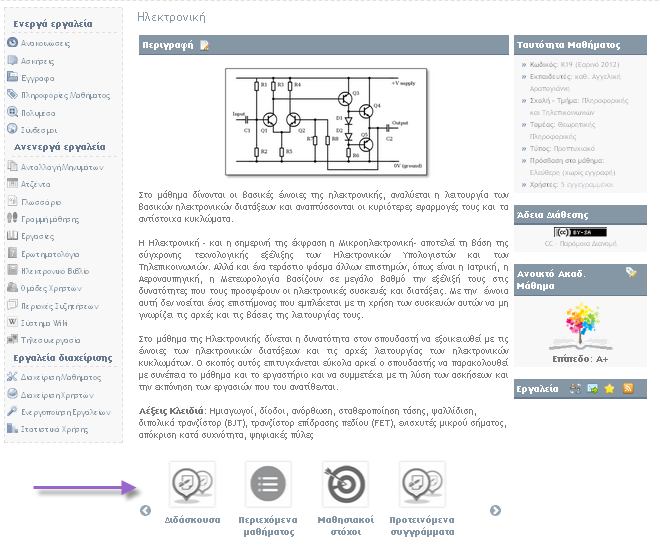 Ηλεκτρονική
Ενεργά εργαλεία
Ανακοινώσεις
Ασκήσεις
Έγγραφα
Πληροφορίες Μαθήματος
Πολυμέσα
Σύνδεσμοι
Ανενεργά εργαλεία
Ανταλλαγή Μηνυμάτων
Ατζέντα
Γλωσσάριο
Γραμμή μάθησης
Εργασίες
Ερωτηματολόγια
Ηλεκτρονικό Βιβλίο
Ομάδες Χρηστών
Περιοχές Συζητήσεων
Σύστημα Wiki
Τηλεσυνεργασία
Εργαλεία διαχείρισης
Διαχείριση Μαθήματος
Διαχείριση Χρηστών
Ενεργοποίηση Εργαλείων
Στατιστικά Χρήσης
Περιγραφή
R1 R3 R4 +V supply
Q3
Q4
Input D1 Output
C1 Q1 Q2 D2 C2
R7 R8 Q5
R2 R5 R6
0V (ground)
Στο μάθημα δίνονται οι βασικές έννοιες της ηλεκτρονικής, αναλύεται η λειτουργία των
βασικών ηλεκτρονικών διατάξεων και αναπτύσσονται οι κυριότερες εφαρμογές τους και τα
αντίστοιχα κυκλώματα.
Η Ηλεκτρονική - και η σημερινή της έκφραση η Μικροηλεκτρονική- αποτελεί τη βάση της
σύγχρονης τεχνολογικής εξέλιξης των Ηλεκτρονικών Υπολογιστών και των
Τηλεπικοινωνιών. Αλλά και ένα τεράστιο φάσμα άλλων επιστημών, όπως είναι η Ιατρική, η
Αεροναυπηγική, η Μετεωρολογία βασίζουν σε μεγάλο βαθμό την εξέλιξή τους στις
δυνατότητες που τους προσφέρουν οι ηλεκτρονικές συσκευές και διατάξεις. Με την έννοια
αυτή δεν νοείται ένας επιστήμονας που εμπλέκεται με τη χρήση των συσκευών αυτών να μη
γνωρίζει τις αρχές και τις βάσεις της λειτουργίας τους.
Στο μάθημα της Ηλεκτρονικής δίνεται η δυνατότητα στον σπουδαστή να εξοικειωθεί με τις
έννοιες των ηλεκτρονικών διατάξεων και τις αρχές λειτουργίας των ηλεκτρονικών
κυκλωμάτων. Ο σκοπός αυτός επιτυγχάνεται εύκολα αρκεί ο σπουδαστής να παρακολουθεί
με συνέπεια το μάθημα και το εργαστήριο και να συμμετέχει με τη λύση των ασκήσεων και
την εκπόνηση των εργασιών που του ανατίθενται.
Λέξεις Κλειδιά: Ημιαγωγοί, δίοδοι, ανόρθωση, σταθεροποίηση τάσης, ψαλλίδιση,
διπολικά τρανζίστορ (BJT), τρανζίστορ επίδρασης πεδίου (FET), ενισχυτές μικρού σήματος,
απόκριση κατά συχνότητα, ψηφιακές πύλες
Διδάσκουσα
Περιεχόμενα
μαθήματος
Μαθησιακοί
στόχοι
Προτεινόμενα
συγγράμματα
Ταυτότητα Μαθήματος
» Κωδικός: Κ19 (Εαρινό 2012)
» Εκπαιδευτές: καθ. Αγγελική
Αραπογιάννη
» Σχολή - Τμήμα: Πληροφορικής
και Τηλεπικοινωνιών
» Τομέας: Θεωρητικής
Πληροφορικής
» Τύπος: Προπτυχιακό
» Πρόσβαση στο μάθημα:
Ελεύθερη (χωρίς εγγραφή)
» Χρήστες: 5 εγγεγραμμένοι
Άδεια Διάθεσης
cc BY-SA
CC - Παρόμοια Διανομή
Ανοικτό Ακαδ.
Μάθημα
Επίπεδο: A+
Εργαλεία